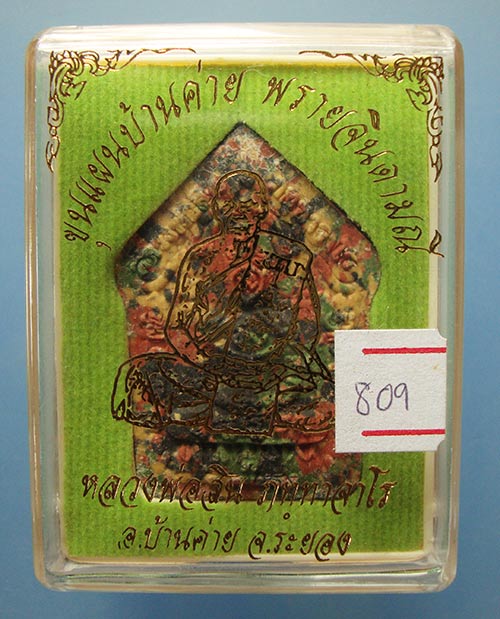 ขุนแผนบ้านค่าย พรายจินดามณี
809
หลวงพ่อสิน ภทฺทาจาโร
อ.บ้านค่าย จ.ระยอง